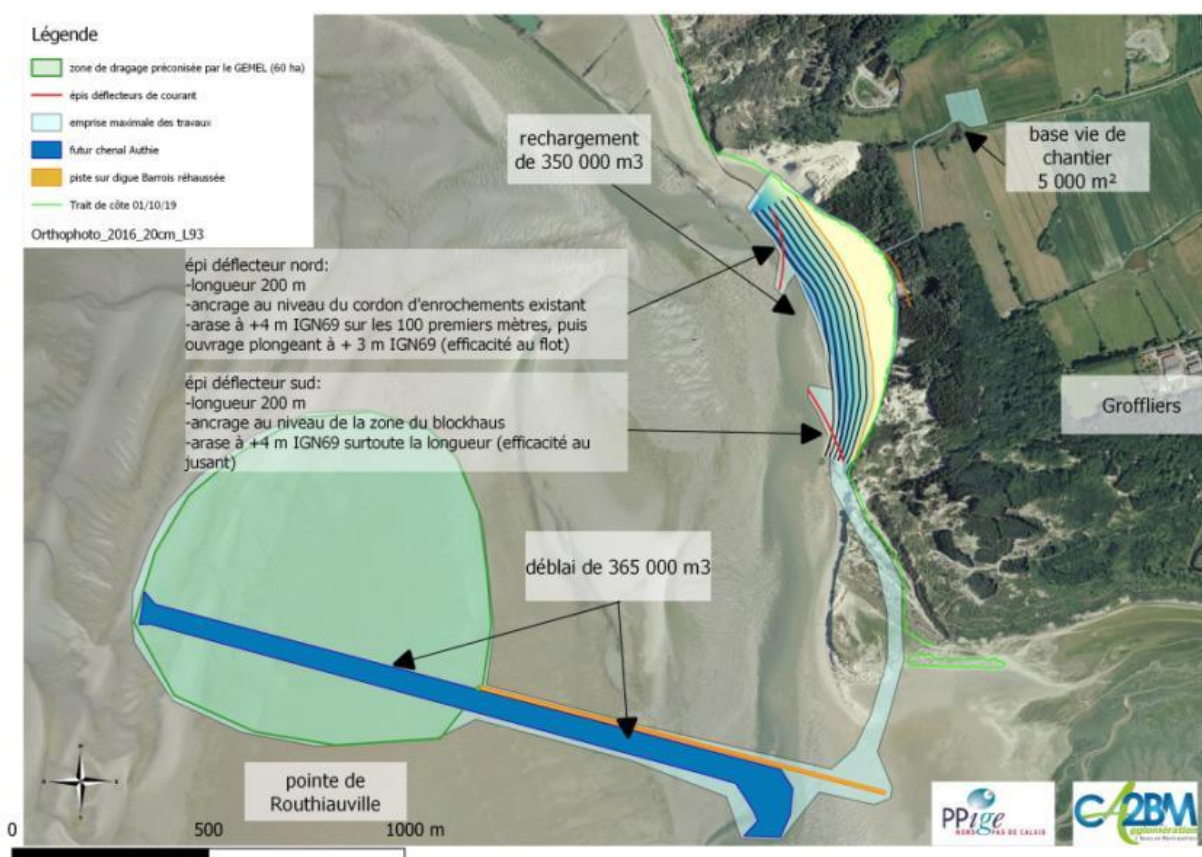 Légende
zone de dragage préconisée par le GEMEL (60 ha)
épis déflecteurs de courant
emprise maximale des travaux
futur chenal Authie
piste sur digue Barrois réhaussée
Trait de côte 01/10/19
Orthophoto_2016_20cm_L93
rechargement
de 350 000 m3
base vie de
chantier
5 000 m²
épi déflecteur nord:
-longueur 200 m
-ancrage au niveau du cordon d'enrochements existant
-arase à +4 m IGN69 sur les 100 premiers mètres, puis
ouvrage plongeant à + 3 m IGN69 (efficacité au flot)
épi déflecteur sud:
-longueur 200 m
-ancrage au niveau de la zone du blockhaus
-arase à +4 m IGN69 surtoute la longueur (efficacité au
jusant)
Groffliers
déblai de 365 000 m3
pointe de
Routhiauville
0 500 1000 m
PPige
NORD PAS DE CALAIS
CA2BM